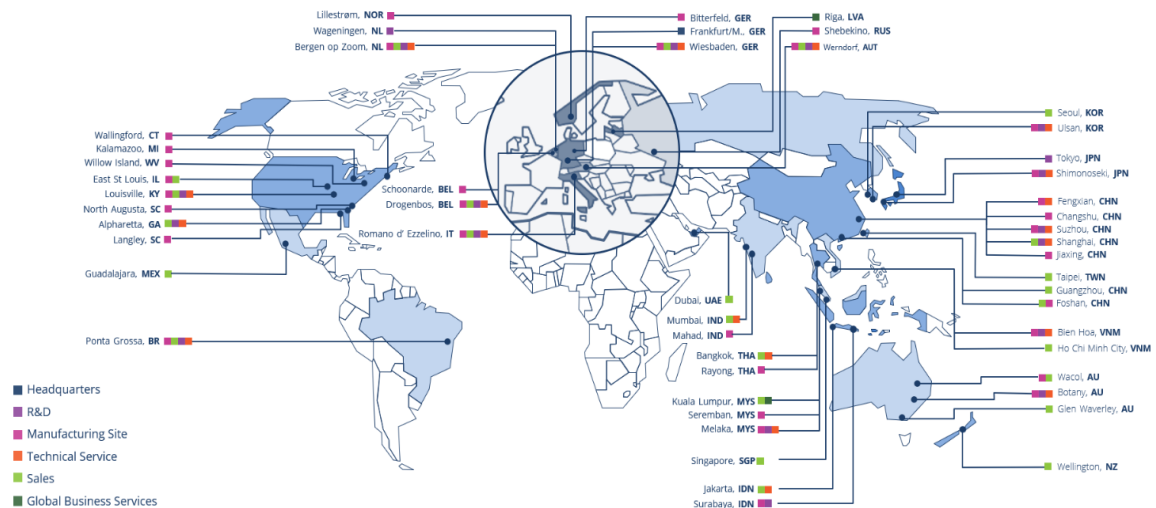 Lillestrøm, NOR
Wageningen, NL
Bergen op Zoom, NL
Bitterfeld, GER
Frankfurt/M., GER
Wiesbaden, GER
Riga, LVA
Shebekino, RUS
Werndorf, AUT
Wallingford, CT
Kalamazoo, MI
Willow Island, WV
East St Louis, IL
Louisville, KY
North Augusta, SC
Alpharetta, GA
Langley, SC
Guadalajara, MEX
Ponta Grossa, BR
Schoonarde, BEL
Drogenbos, BEL
Romano d' Ezzelino, IT
Dubai, UAE
Mumbai, IND
Mahad, IND
Bangkok, THA
Rayong, THA
Kuala Lumpur, MYS
Seremban, MYS
Melaka, MYS
Singapore, SGP
Jakarta, IDN
Surabaya, IDN
Seoul, KOR
Ulsan, KOR
Tokyo, JPN
Shimonoseki, JPN
Fengxian, CHN
Changshu, CHN
Suzhou, CHN
Shanghai, CHN
Jiaxing, CHN
Taipei, TWN
Guangzhou, CHN
Foshan, CHN
Bien Hoa, VNM
Ho Chi Minh City, VNM
Wacol, AU
Botany, AU
Glen Waverley, AU
Wellington, NZ
Headquarters
R&D
Manufacturing Site
Technical Service
Sales
Global Business Services